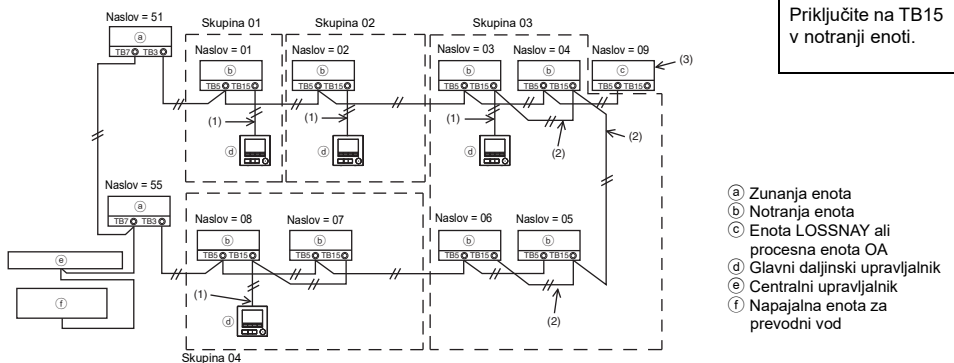 Naslov = 51
ⓐ
TB7 TB3
Skupina 01
Naslov = 01
ⓑ
TB5 TB15
(1)
ⓓ
Skupina 02
Naslov = 02
ⓑ
TB5 TB15
(1)
ⓓ
Skupina 03
Naslov = 03
ⓑ
TB5 TB15
(1)
ⓓ
Naslov = 04
ⓑ
TB5 TB15
(2)
Naslov = 09
ⓒ
TB5 TB15
(3)
(2)
Priključite na TB15
v notranji enoti.
Naslov = 55
ⓐ
TB7 TB3
ⓔ
ⓕ
Naslov = 08
ⓑ
TB5 TB15
(1)
ⓓ
Naslov = 07
ⓑ
TB5 TB15
Skupina 04
Naslov = 06
ⓑ
TB5 TB15
Naslov = 05
ⓑ
TB5 TB15
(2)
ⓐ Zunanja enota
ⓑ Notranja enota
ⓒ Enota LOSSNAY ali
procesna enota OA
ⓓ Glavni daljinski upravljalnik
ⓔ Centralni upravljalnik
ⓕ Napajalna enota za
prevodni vod